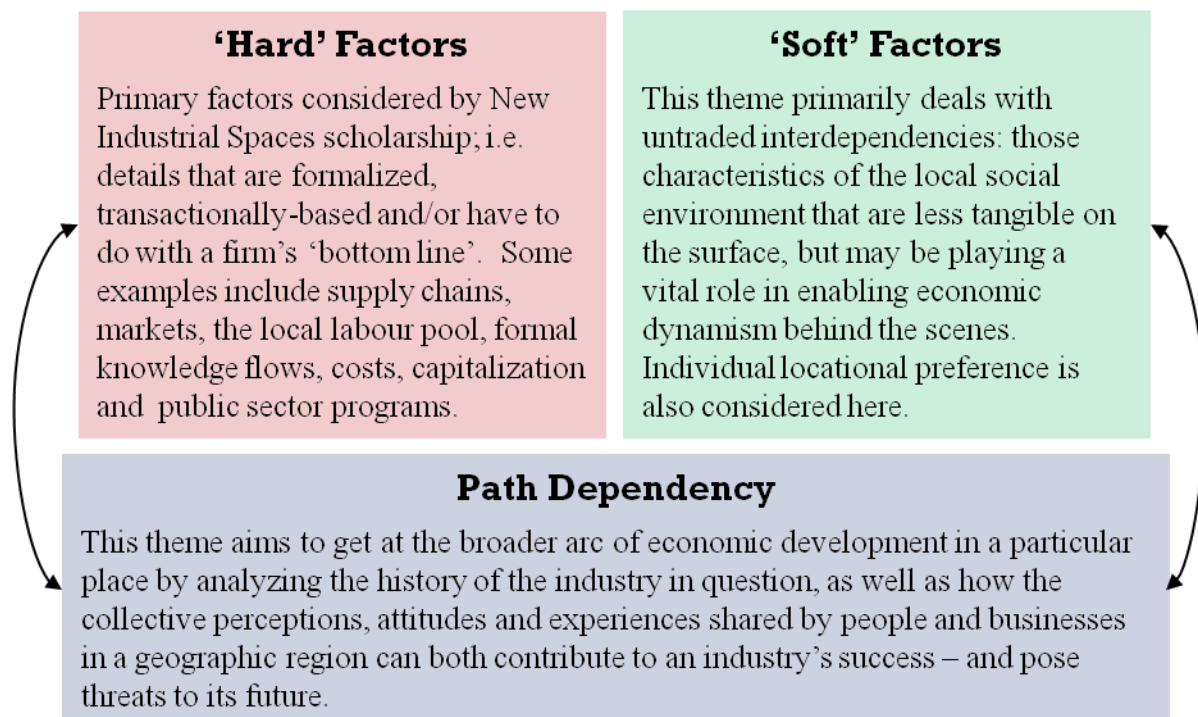 ‘Hard’ Factors
Primary factors considered by New
Industrial Spaces scholarship; i.e.
details that are formalized,
transactionally-based and/or have to
do with a firm’s ‘bottom line’.  Some
examples include supply chains,
markets, the local labour pool, formal
knowledge flows, costs, capitalization
and  public sector programs.
‘Soft’ Factors
This theme primarily deals with
untraded interdependencies: those
characteristics of the local social
environment that are less tangible on
the surface, but may be playing a
vital role in enabling economic
dynamism behind the scenes.
Individual locational preference is
also considered here.
Path Dependency
This theme aims to get at the broader arc of economic development in a particular
place by analyzing the history of the industry in question, as well as how the
collective perceptions, attitudes and experiences shared by people and businesses
in a geographic region can both contribute to an industry’s success – and pose
threats to its future.